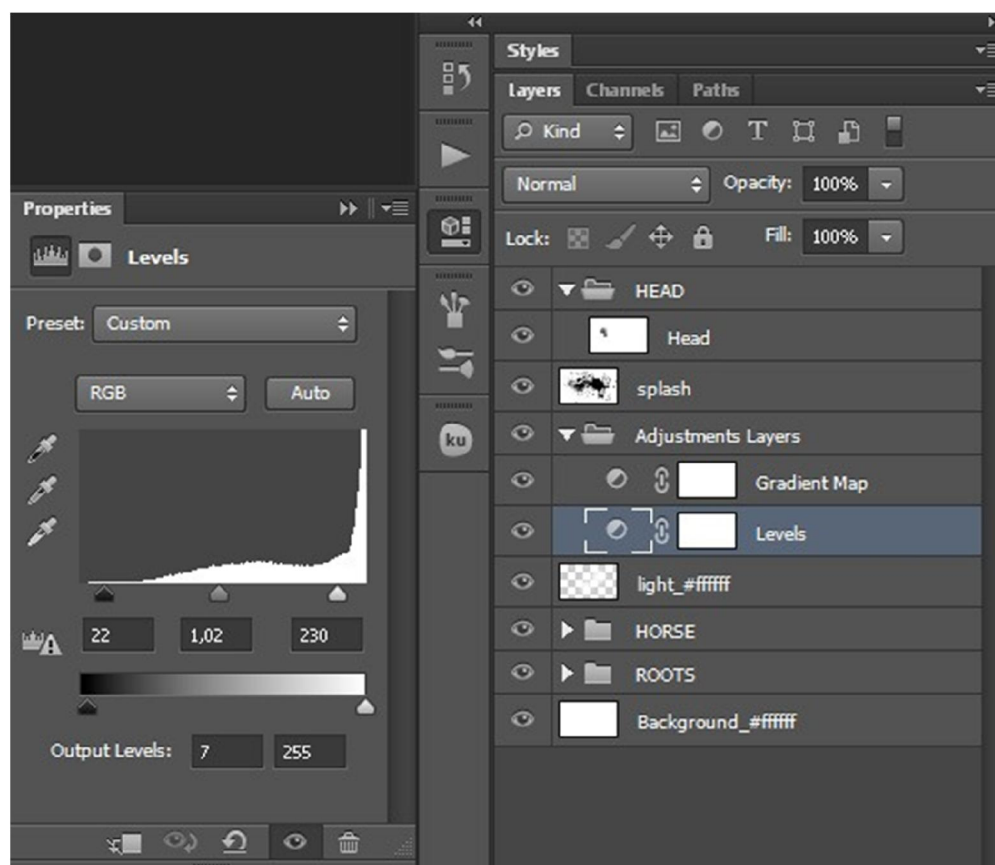 Properties
Levels
Preset: Custom
RGB Auto
22 1,02 230
Output Levels: 7 255
ku
Styles
Layers Channels Paths
Kind T
Normal Opacity: 100%
Lock: Fill: 100%
HEAD
Head
splash
Adjustments Layers
Gradient Map
Levels
light_#ffffff
HORSE
ROOTS
Background_#ffffff